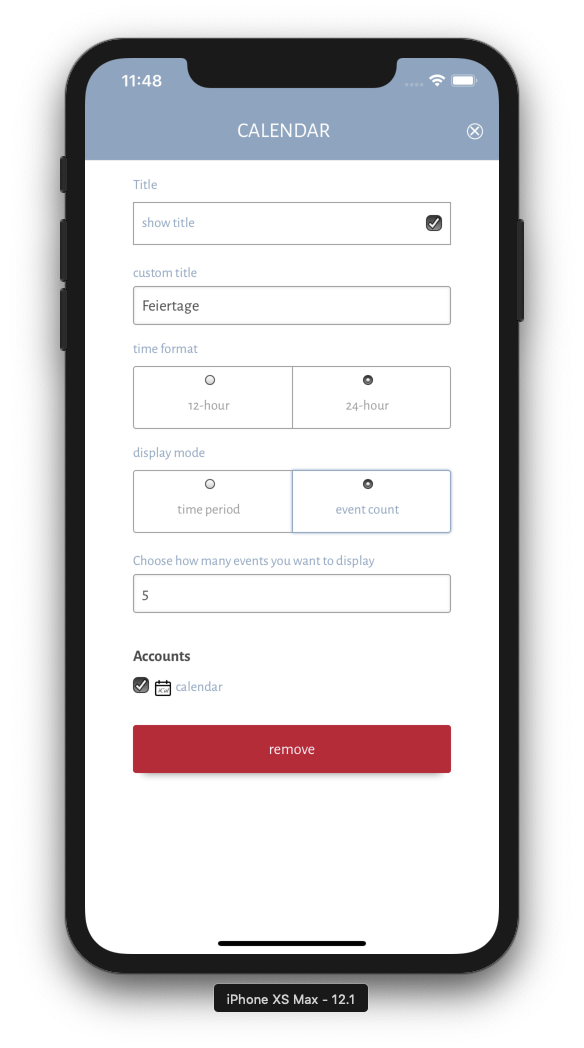 11:48
CALENDAR
Title
show title
custom title
Feiertage
time format
12-hour
24-hour
display mode
time period
event count
Choose how many events you want to display
5
Accounts
iCal
calendar
remove
iPhone XS Max - 12.1